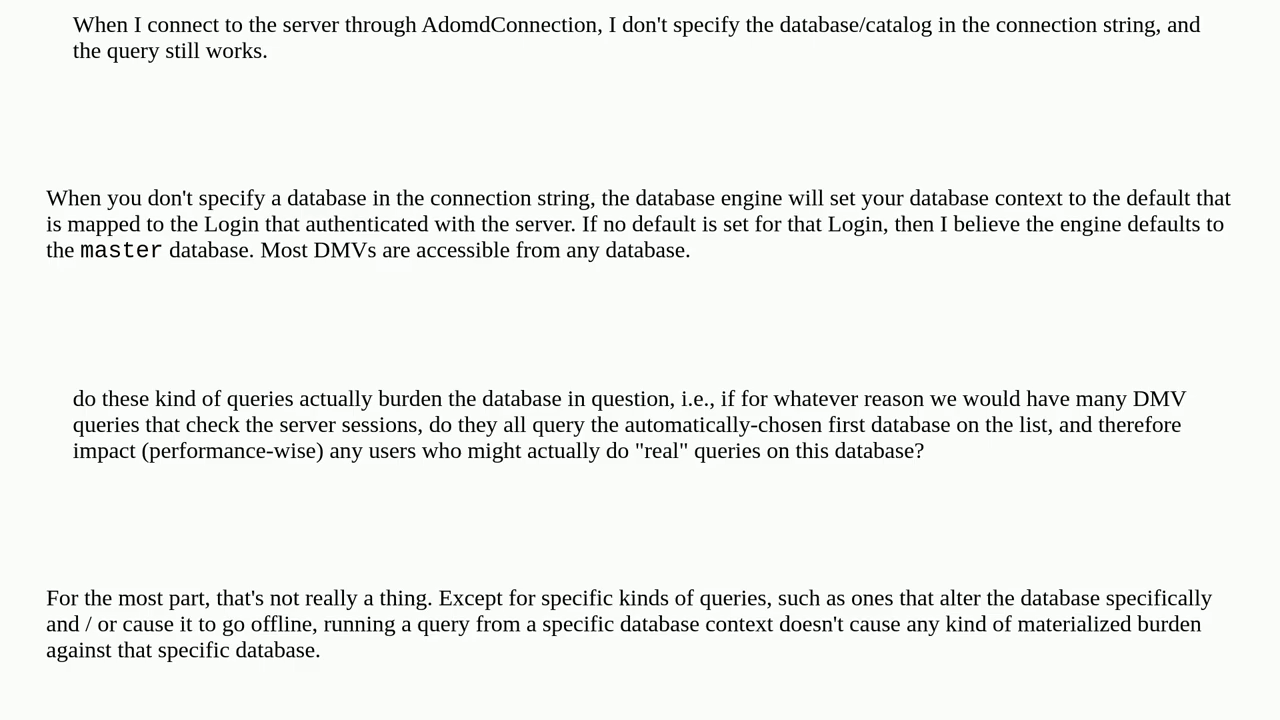 When I connect to the server through AdomdConnection, I don't specify the database/catalog in the connection string, and
the query still works.
When you don't specify a database in the connection string, the database engine will set your database context to the default that
is mapped to the Login that authenticated with the server. If no default is set for that Login, then I believe the engine defaults to
the master database. Most DMVs are accessible from any database.
do these kind of queries actually burden the database in question, i.e., if for whatever reason we would have many DMV
queries that check the server sessions, do they all query the automatically-chosen first database on the list, and therefore
impact (performance-wise) any users who might actually do "real" queries on this database?
For the most part, that's not really a thing. Except for specific kinds of queries, such as ones that alter the database specifically
and / or cause it to go offline, running a query from a specific database context doesn't cause any kind of materialized burden
against that specific database.